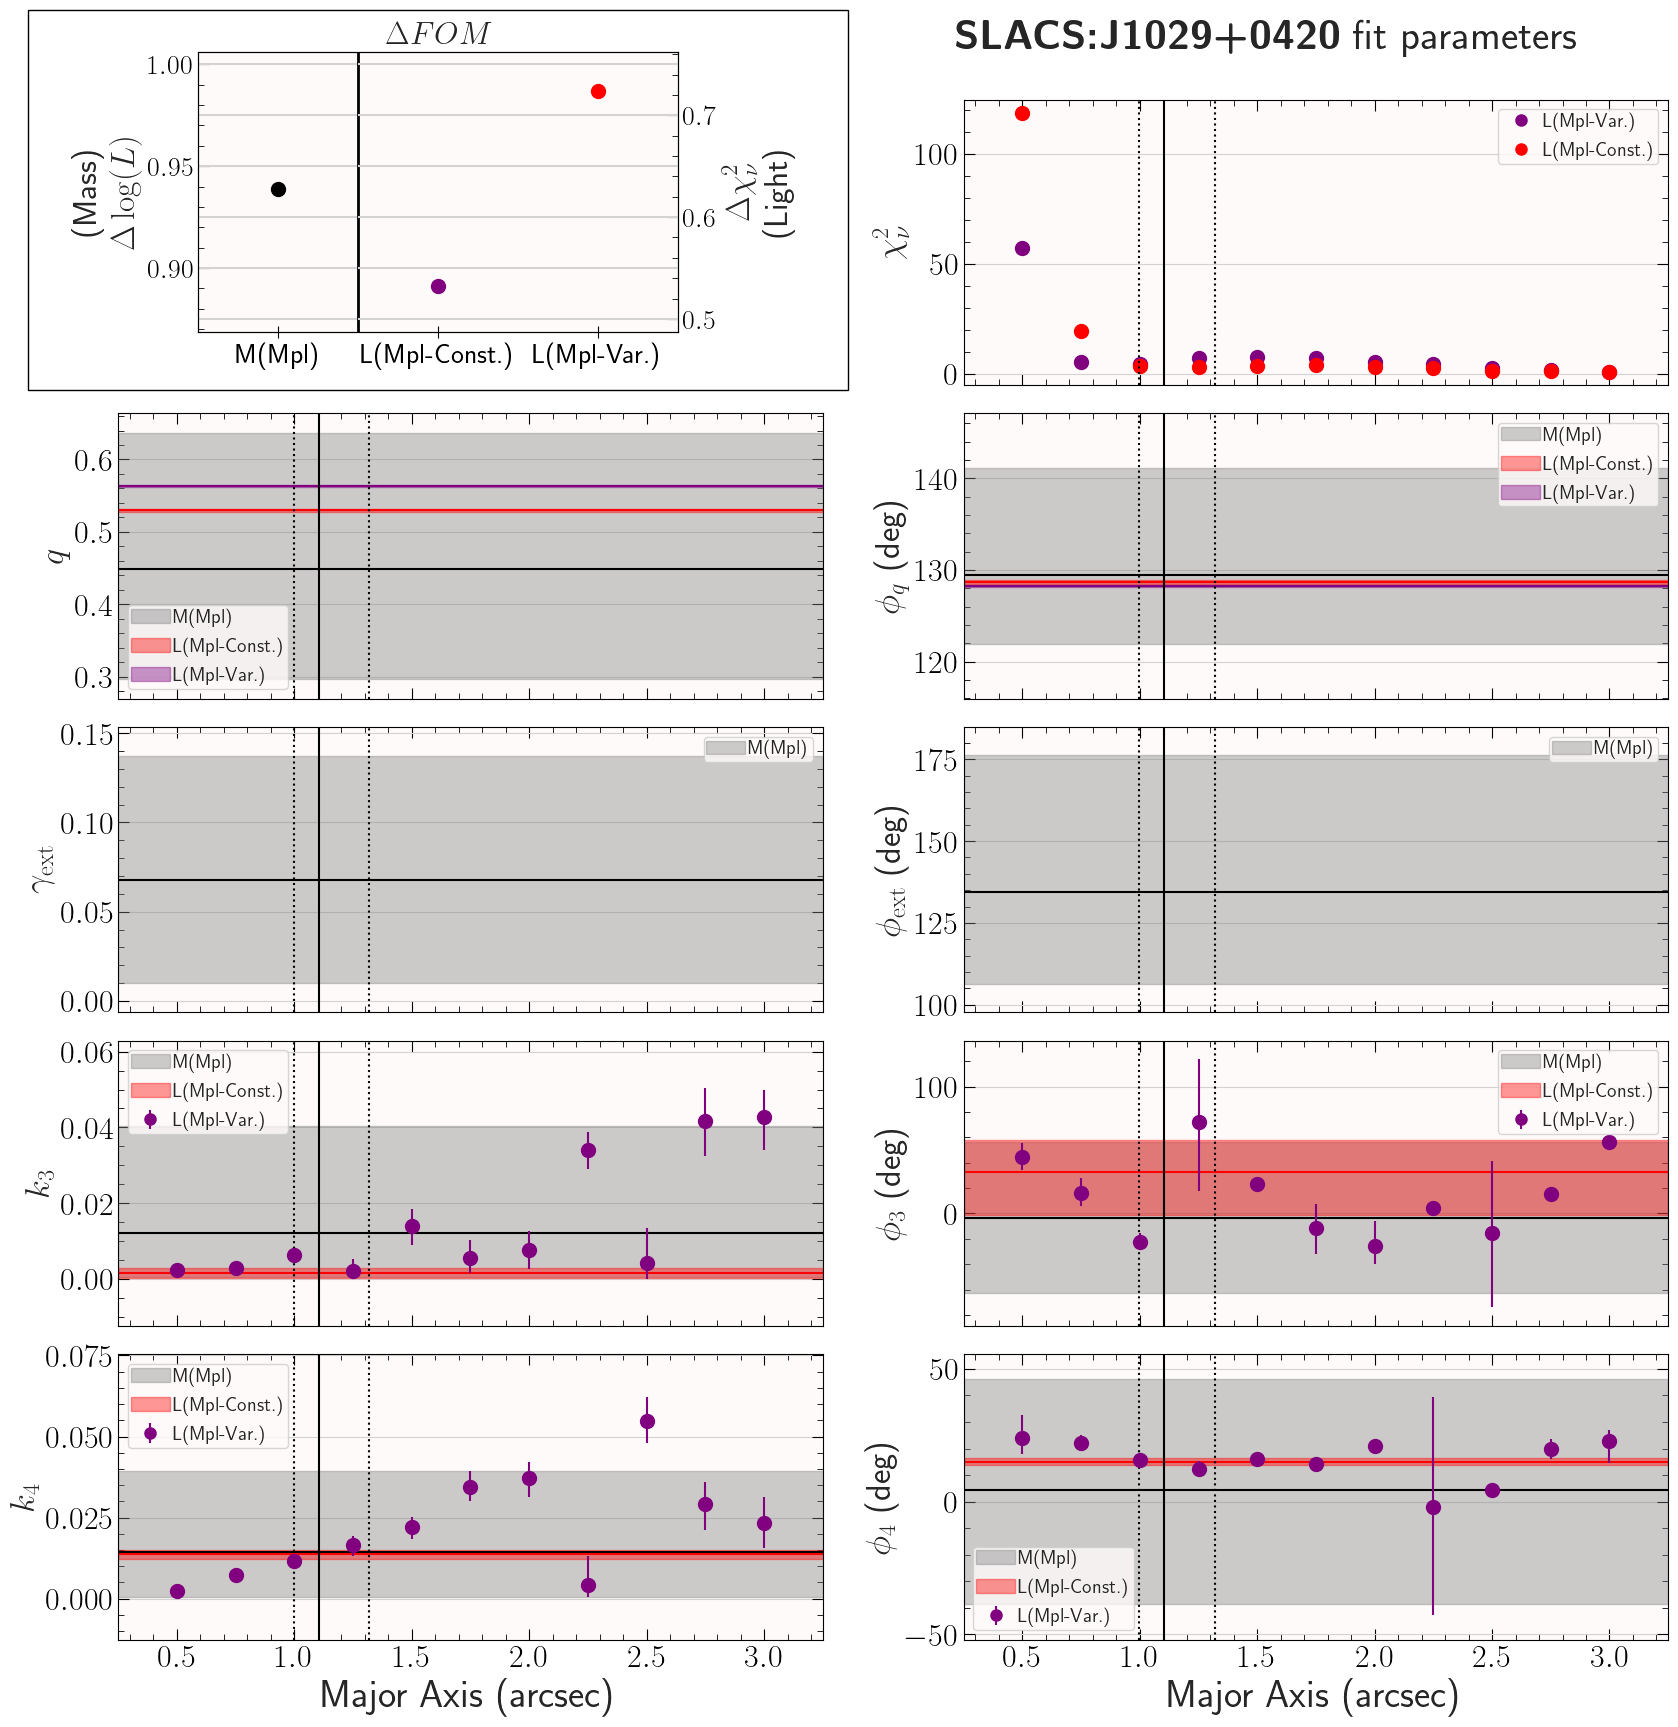 ΔFOM
SLACS:J1029+0420 fit parameters
1.00
0.95
0.90
(Mass)
Δ log(L)
0.7
0.6
0.5
Δχ²ᵥ
(Light)
M(Mpl) L(Mpl-Const.) L(Mpl-Var.)
100
50
0
χ²ᵥ
L(Mpl-Var.)
L(Mpl-Const.)
0.6
0.5
0.4
0.3
q
M(Mpl)
L(Mpl-Const.)
L(Mpl-Var.)
140
130
120
ϕq (deg)
M(Mpl)
L(Mpl-Const.)
L(Mpl-Var.)
0.15
0.10
0.05
0.00
γext
M(Mpl)
175
150
125
100
ϕext (deg)
M(Mpl)
0.06
0.04
0.02
0.00
k3
M(Mpl)
L(Mpl-Const.)
L(Mpl-Var.)
100
0
ϕ3 (deg)
M(Mpl)
L(Mpl-Const.)
L(Mpl-Var.)
0.075
0.050
0.025
0.000
k4
M(Mpl)
L(Mpl-Const.)
L(Mpl-Var.)
0.5 1.0 1.5 2.0 2.5 3.0
Major Axis (arcsec)
50
0
−50
ϕ4 (deg)
M(Mpl)
L(Mpl-Const.)
L(Mpl-Var.)
0.5 1.0 1.5 2.0 2.5 3.0
Major Axis (arcsec)